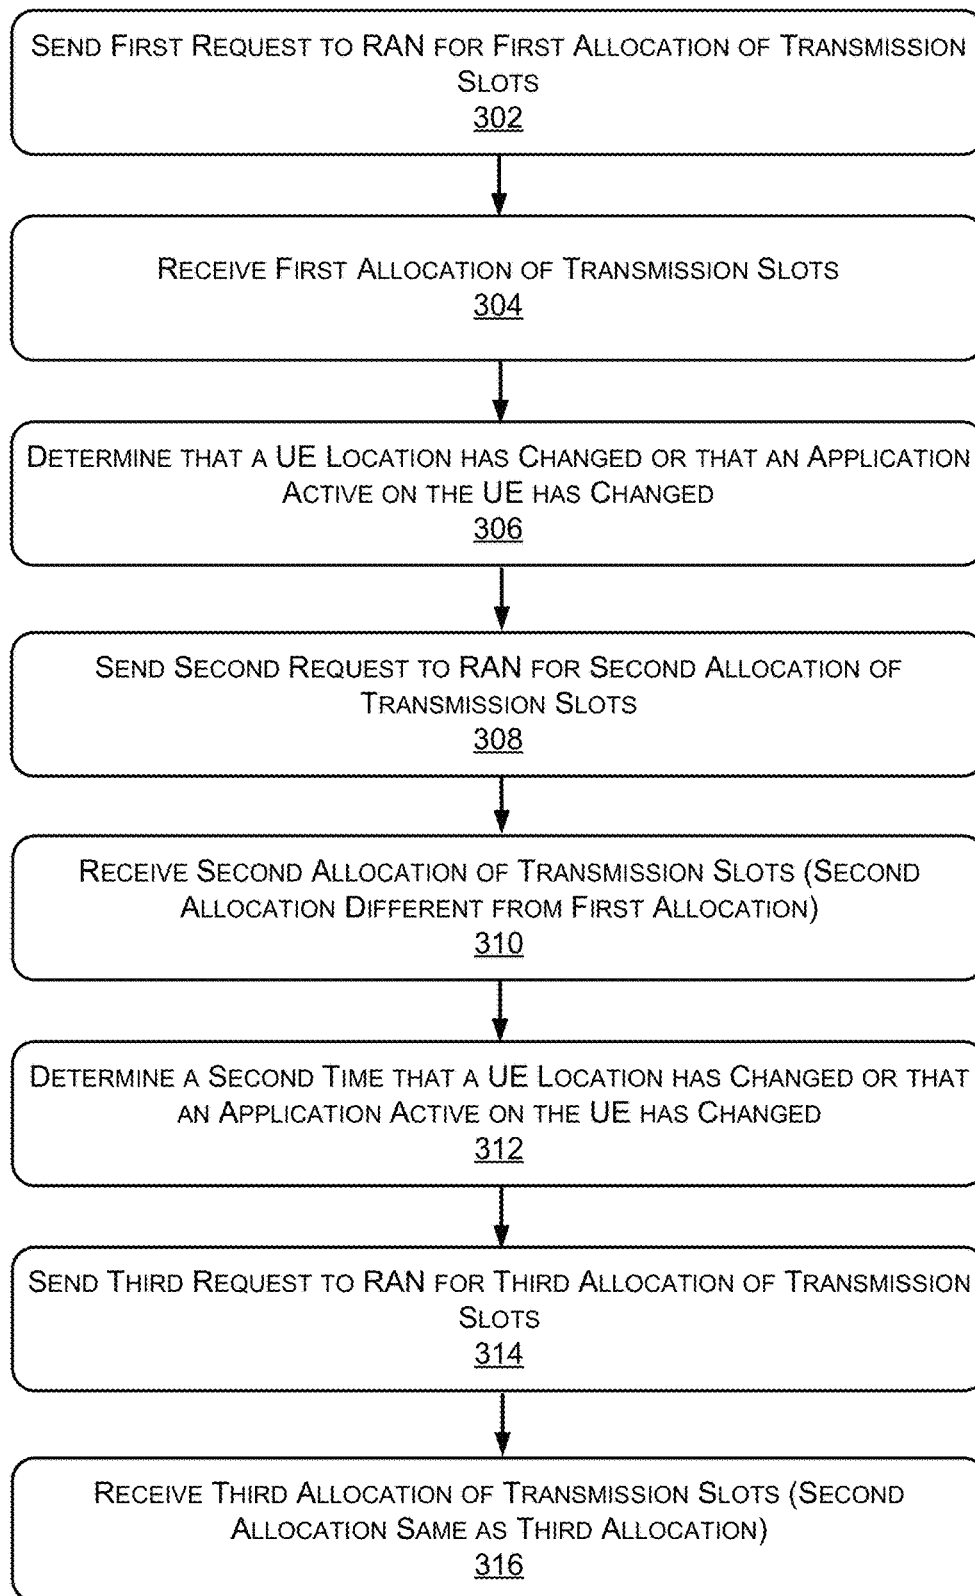 SEND FIRST REQUEST TO RAN FOR FIRST ALLOCATION OF TRANSMISSION
SLOTS
302
RECEIVE FIRST ALLOCATION OF TRANSMISSION SLOTS
304
DETERMINE THAT A UE LOCATION HAS CHANGED OR THAT AN APPLICATION
ACTIVE ON THE UE HAS CHANGED
306
SEND SECOND REQUEST TO RAN FOR SECOND ALLOCATION OF
TRANSMISSION SLOTS
308
RECEIVE SECOND ALLOCATION OF TRANSMISSION SLOTS (SECOND
ALLOCATION DIFFERENT FROM FIRST ALLOCATION)
310
DETERMINE A SECOND TIME THAT A UE LOCATION HAS CHANGED OR THAT
AN APPLICATION ACTIVE ON THE UE HAS CHANGED
312
SEND THIRD REQUEST TO RAN FOR THIRD ALLOCATION OF TRANSMISSION
SLOTS
314
RECEIVE THIRD ALLOCATION OF TRANSMISSION SLOTS (SECOND
ALLOCATION SAME AS THIRD ALLOCATION)
316